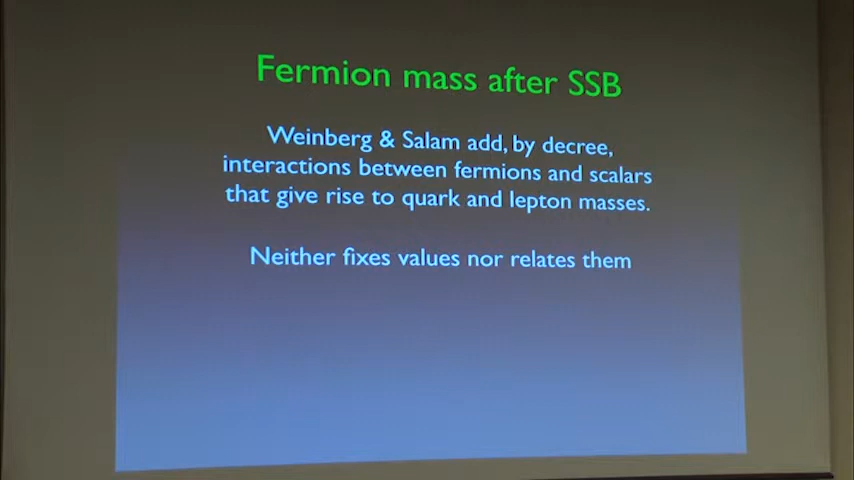 Fermion mass after SSB
Weinberg & Salam add, by decree,
interactions between fermions and scalars
that give rise to quark and lepton masses.
Neither fixes values nor relates them